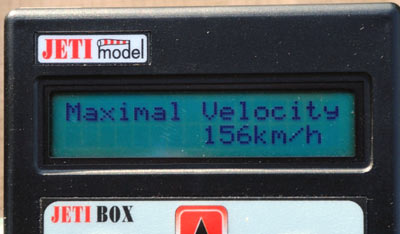 JETI model
Maximal Velocity
156km/h
JETI BOX